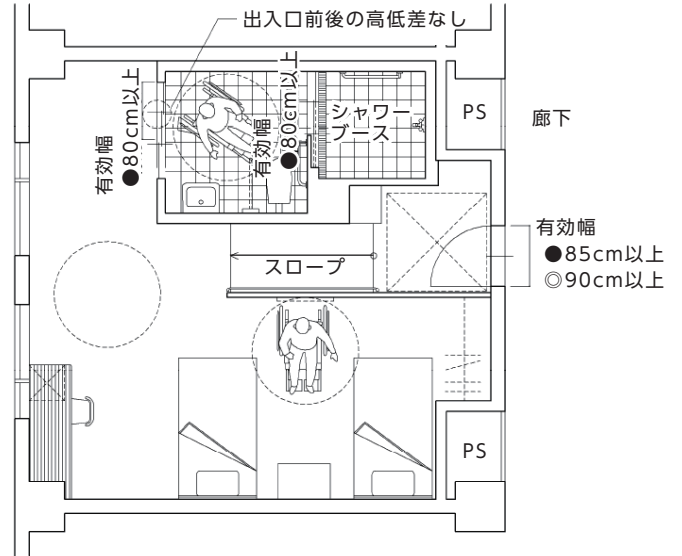 出入口前後の高低差なし
有効幅
●80cm以上
有効幅
●80cm以上
シャワー
ブース
PS
廊下
有効幅
●85cm以上
◎90cm以上
スロープ
PS